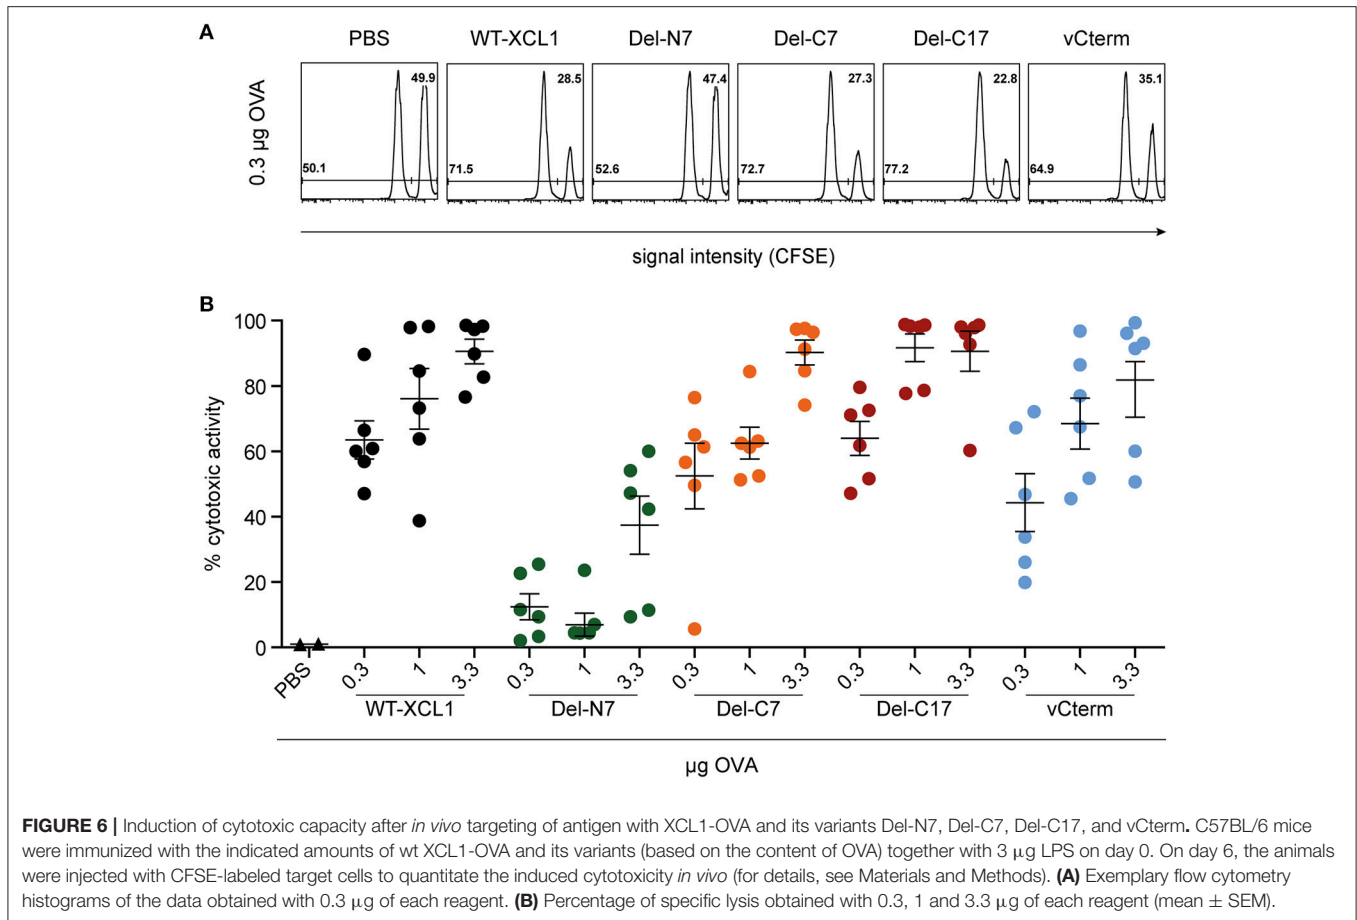 A
PBS WT-XCL1 Del-N7 Del-C7 Del-C17 vCterm
0.3 µg OVA
49.9 28.5 47.4 27.3 22.8 35.1
50.1 71.5 52.6 72.7 77.2 64.9
signal intensity (CFSE)
B
% cytotoxic activity
100
80
60
40
20
0
PBS 0.3 1 3.3 0.3 1 3.3 0.3 1 3.3 0.3 1 3.3 0.3 1 3.3
WT-XCL1 Del-N7 Del-C7 Del-C17 vCterm
µg OVA
FIGURE 6 | Induction of cytotoxic capacity after in vivo targeting of antigen with XCL1-OVA and its variants Del-N7, Del-C7, Del-C17, and vCterm. C57BL/6 mice
were immunized with the indicated amounts of wt XCL1-OVA and its variants (based on the content of OVA) together with 3 µg LPS on day 0. On day 6, the animals
were injected with CFSE-labeled target cells to quantitate the induced cytotoxicity in vivo (for details, see Materials and Methods). (A) Exemplary flow cytometry
histograms of the data obtained with 0.3 µg of each reagent. (B) Percentage of specific lysis obtained with 0.3, 1 and 3.3 µg of each reagent (mean ± SEM).